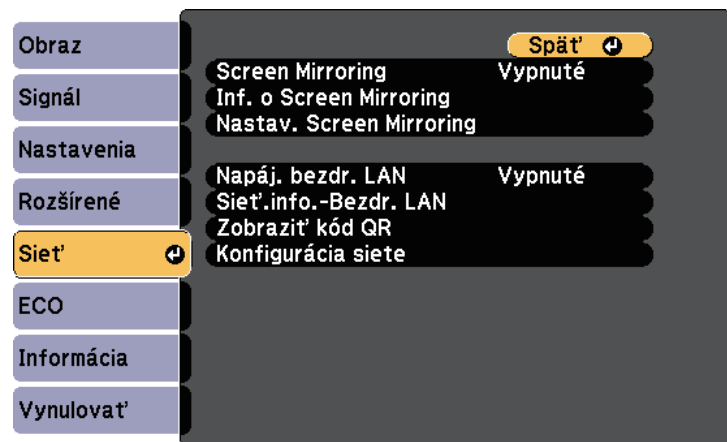 Obraz
Signál
Nastavenia
Rozšírené
Sieť
ECO
Informácia
Vynulovať
Späť
Screen Mirroring Vypnuté
Inf. o Screen Mirroring
Nastav. Screen Mirroring
Napáj. bezdr. LAN Vypnuté
Sieť.info.-Bezdr. LAN
Zobraziť kód QR
Konfigurácia siete